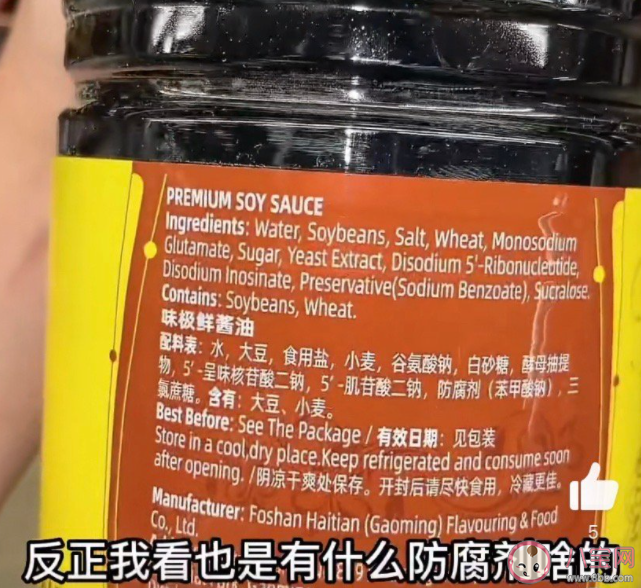 PREMIUM SOY SAUCE
Ingredients: Water, Soybeans, Salt, Wheat, Monosodium
Glutamate, Sugar, Yeast Extract, Disodium 5'-Ribonucleotide,
Disodium Inosinate, Preservative(Sodium Benzoate), Sucralose.
Contains: Soybeans, Wheat.
味极鲜酱油
配料表：水，大豆，食用盐，小麦，谷氨酸钠，白砂糖，酵母抽提
物，5'-呈味核苷酸二钠，5'-肌苷酸二钠，防腐剂（苯甲酸钠），三
氯蔗糖。含有：大豆、小麦。
Best Before: See The Package / 有效日期：见包装
Store in a cool,dry place.Keep refrigerated and consume soon
after opening. /阴凉干爽处保存。开封后请尽快食用，冷藏更佳。
Manufacturer: Foshan Haitian (Gaoming) Flavouring & Food
Co., Ltd.
5
反正我看也是有什么防腐剂啥的